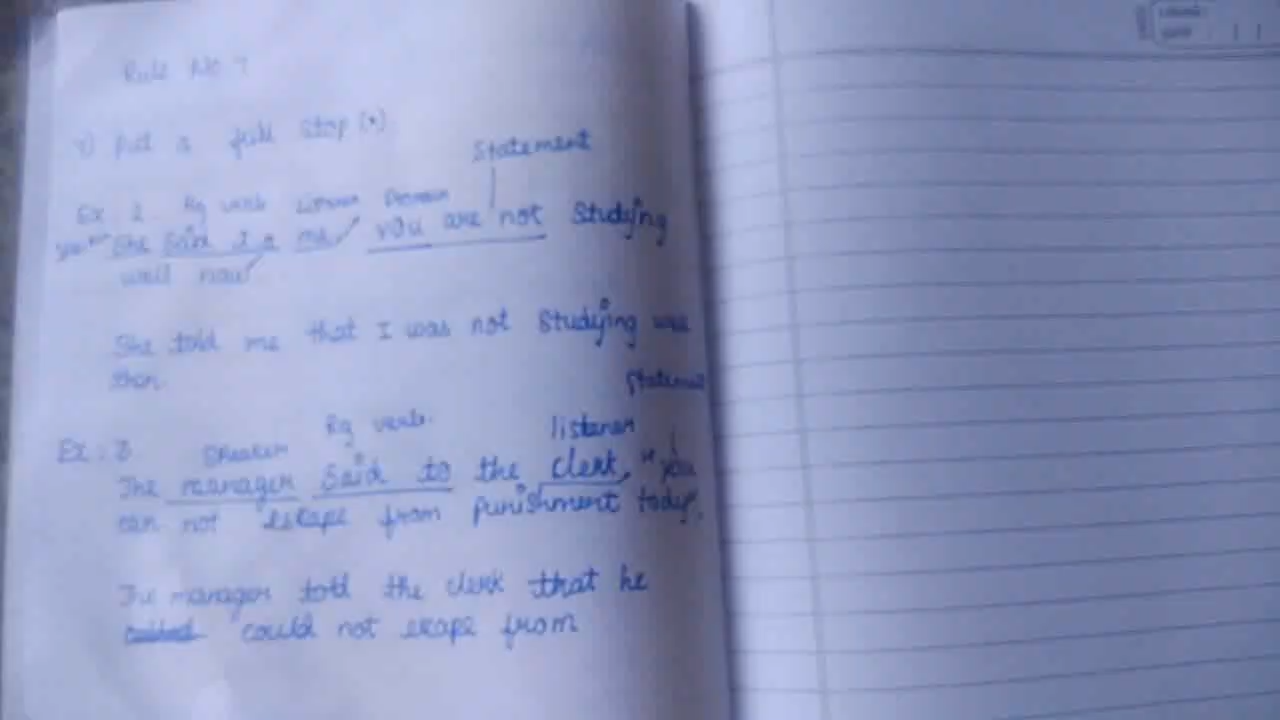 Rule No 7
Put a full stop (.)
Statement
Ex: 2 Rg verb Listener
She said to me you are not studying
well now
She told me that I was not studying well
then
Statement
Rg verb. listener
Ex: 3 Speaker
The manager said to the clerk, "You
can not escape from punishment today.
The manager told the clerk that he
could not escape from